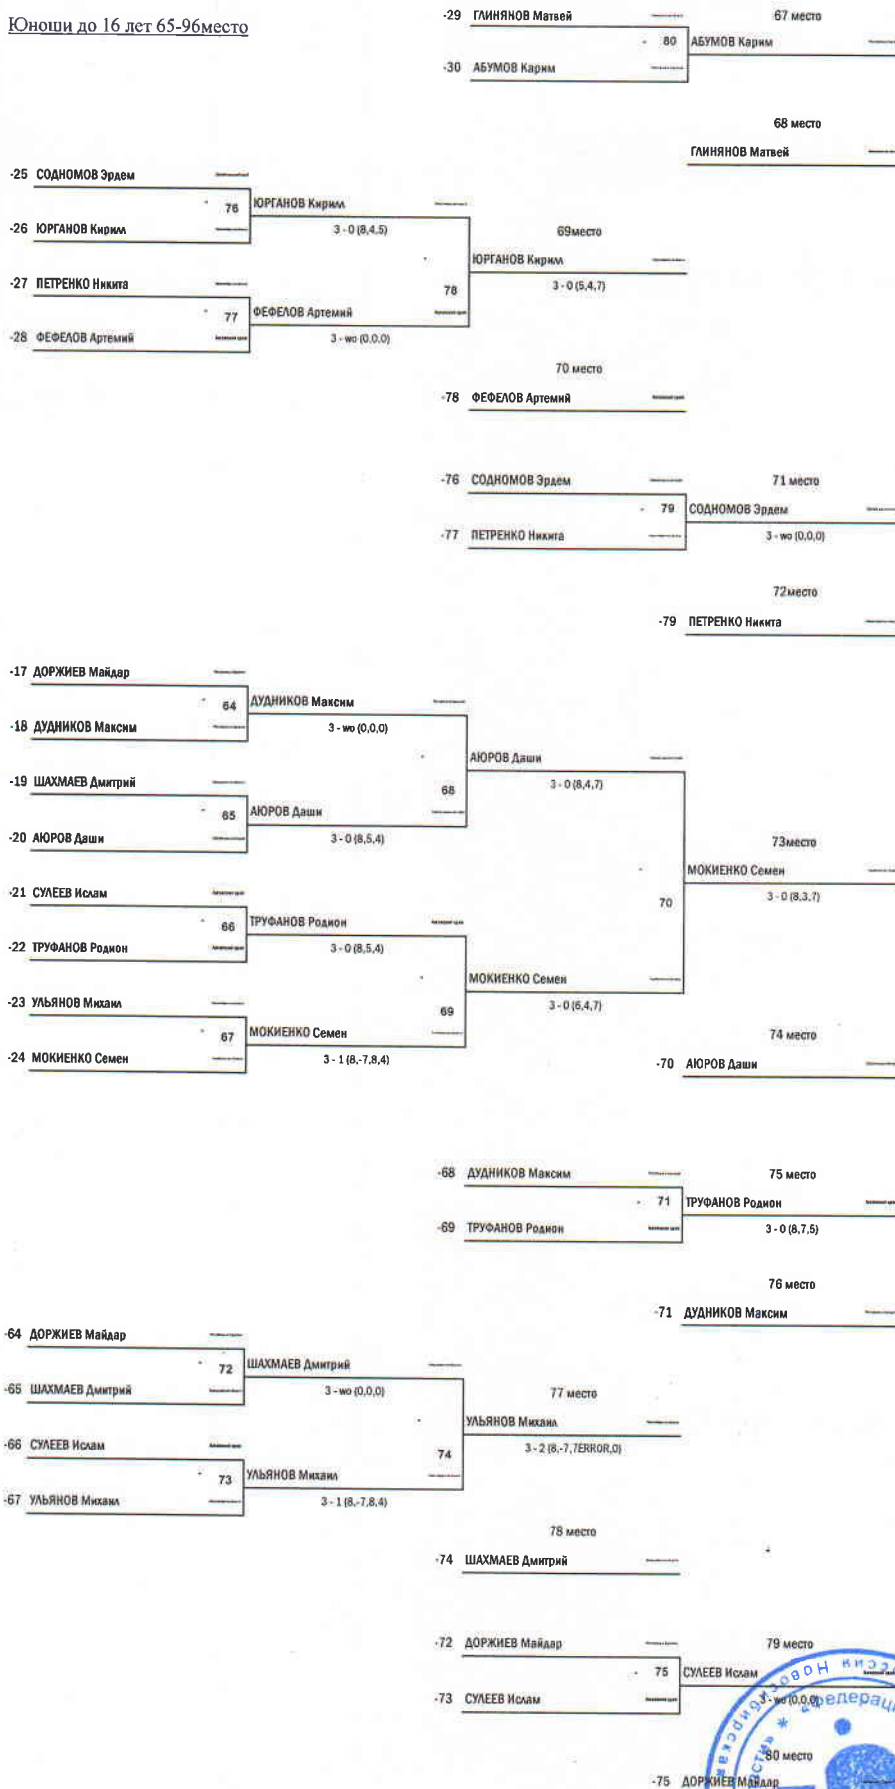 Юноши до 16 лет 65-96место
-29 ГЛИНЯНОВ Матвей
67 место
80 АБУМОВ Карим
-30 АБУМОВ Карим
68 место
ГЛИНЯНОВ Матвей
-25 СОДНОМОВ Эрдем
76 ЮРГАНОВ Кирилл
-26 ЮРГАНОВ Кирилл
3 - 0 (8,4,5)
69место
ЮРГАНОВ Кирилл
-27 ПЕТРЕНКО Никита
78
3 - 0 (5,4,7)
77 ФЕФЕЛОВ Артемий
-28 ФЕФЕЛОВ Артемий
3 - wo (0,0,0)
70 место
-78 ФЕФЕЛОВ Артемий
-76 СОДНОМОВ Эрдем
71 место
79 СОДНОМОВ Эрдем
-77 ПЕТРЕНКО Никита
3 - wo (0,0,0)
72место
-79 ПЕТРЕНКО Никита
-17 ДОРЖИЕВ Майдар
64 ДУДНИКОВ Максим
-18 ДУДНИКОВ Максим
3 - wo (0,0,0)
АЮРОВ Даши
-19 ШАХМАЕВ Дмитрий
68
3 - 0 (8,4,7)
65 АЮРОВ Даши
-20 АЮРОВ Даши
3 - 0 (8,5,4)
73место
МОКИЕНКО Семен
-21 СУЛЕЕВ Ислам
70
3 - 0 (8,3,7)
66 ТРУФАНОВ Родион
-22 ТРУФАНОВ Родион
3 - 0 (8,5,4)
МОКИЕНКО Семен
-23 УЛЬЯНОВ Михаил
69
3 - 0 (6,4,7)
67 МОКИЕНКО Семен
-24 МОКИЕНКО Семен
3 - 1 (8,-7,8,4)
74 место
-70 АЮРОВ Даши
-68 ДУДНИКОВ Максим
75 место
71 ТРУФАНОВ Родион
-69 ТРУФАНОВ Родион
3 - 0 (8,7,5)
76 место
-71 ДУДНИКОВ Максим
-64 ДОРЖИЕВ Майдар
72 ШАХМАЕВ Дмитрий
-65 ШАХМАЕВ Дмитрий
3 - wo (0,0,0)
77 место
УЛЬЯНОВ Михаил
-66 СУЛЕЕВ Ислам
74
3 - 2 (8,-7,7ERROR,0)
73 УЛЬЯНОВ Михаил
-67 УЛЬЯНОВ Михаил
3 - 1 (8,-7,8,4)
78 место
-74 ШАХМАЕВ Дмитрий
-72 ДОРЖИЕВ Майдар
79 место
75 СУЛЕЕВ Ислам
-73 СУЛЕЕВ Ислам
3 - wo (0,0,0)
80 место
-75 ДОРЖИЕВ Майдар